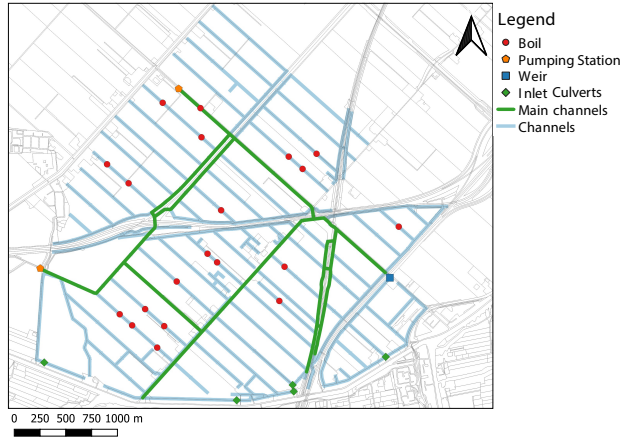 Legend
Boil
Pumping Station
Weir
Inlet Culverts
Main channels
Channels
0 250 500 750 1000 m